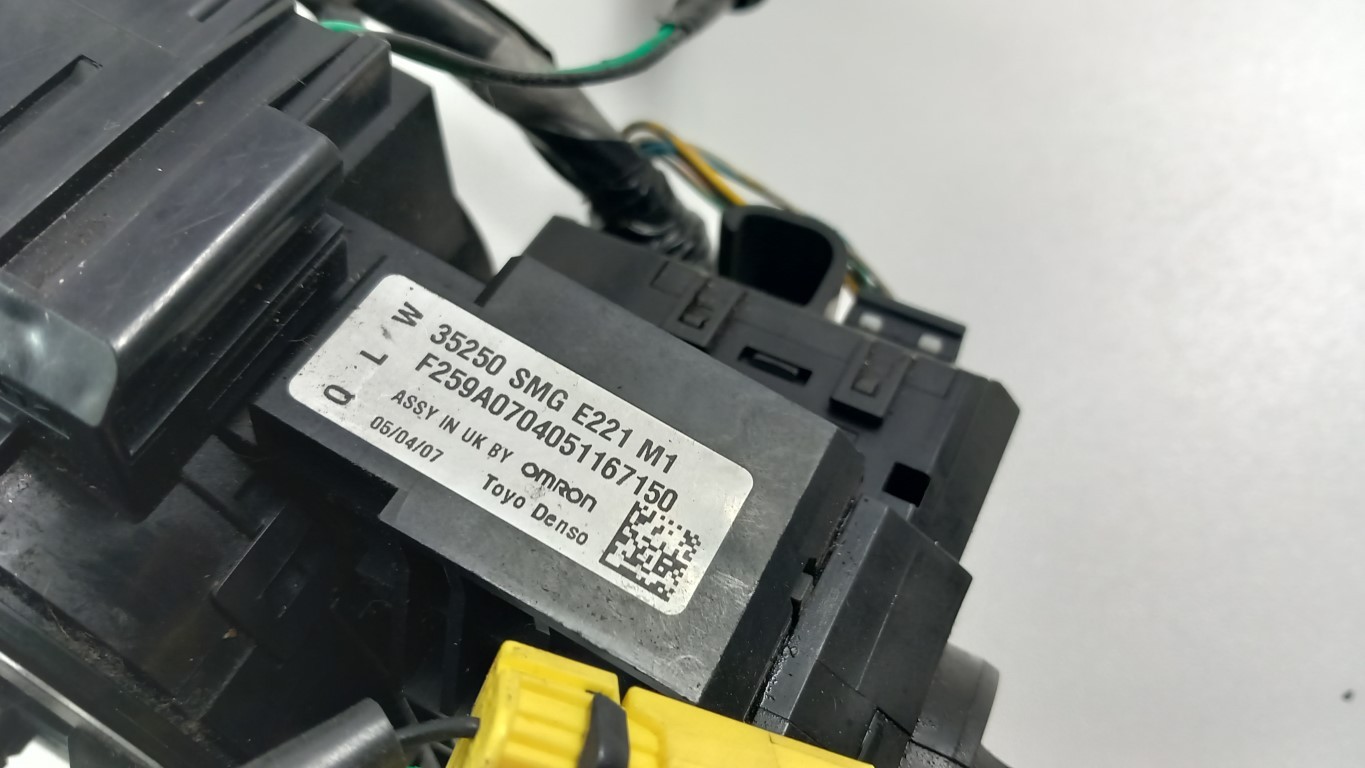 35250 SMG E221 M1
F259A0704051167150
ASSY IN UK BY OMRON
05/04/07 Toyo Denso
Q L W